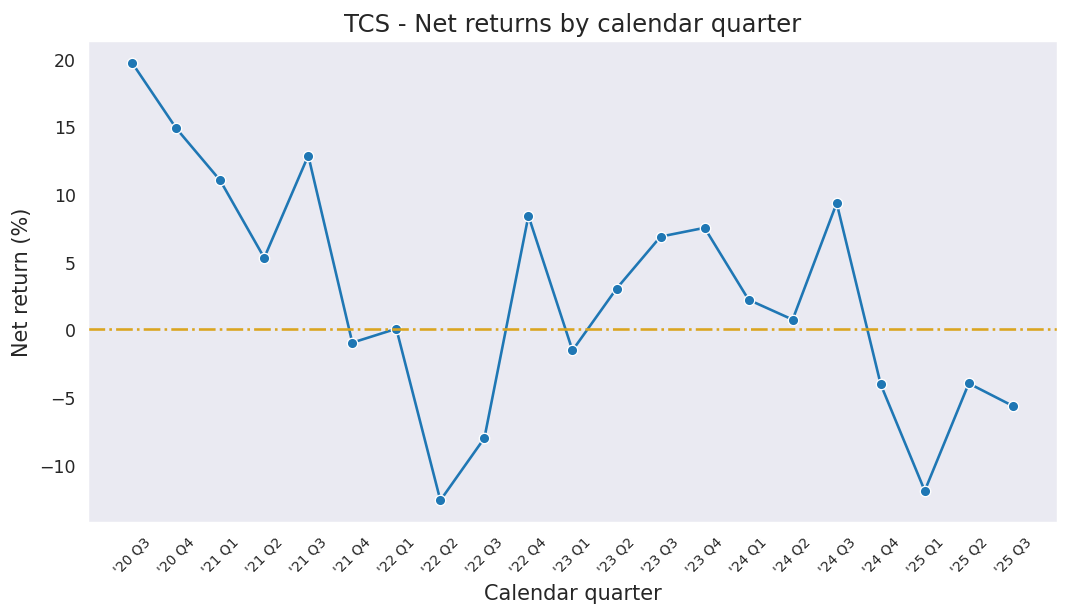 TCS - Net returns by calendar quarter
Net return (%)
20
15
10
5
0
−5
−10
'20 Q3
'20 Q4
'21 Q1
'21 Q2
'21 Q3
'21 Q4
'22 Q1
'22 Q2
'22 Q3
'22 Q4
'23 Q1
'23 Q2
'23 Q3
'23 Q4
'24 Q1
'24 Q2
'24 Q3
'24 Q4
'25 Q1
'25 Q2
'25 Q3
Calendar quarter